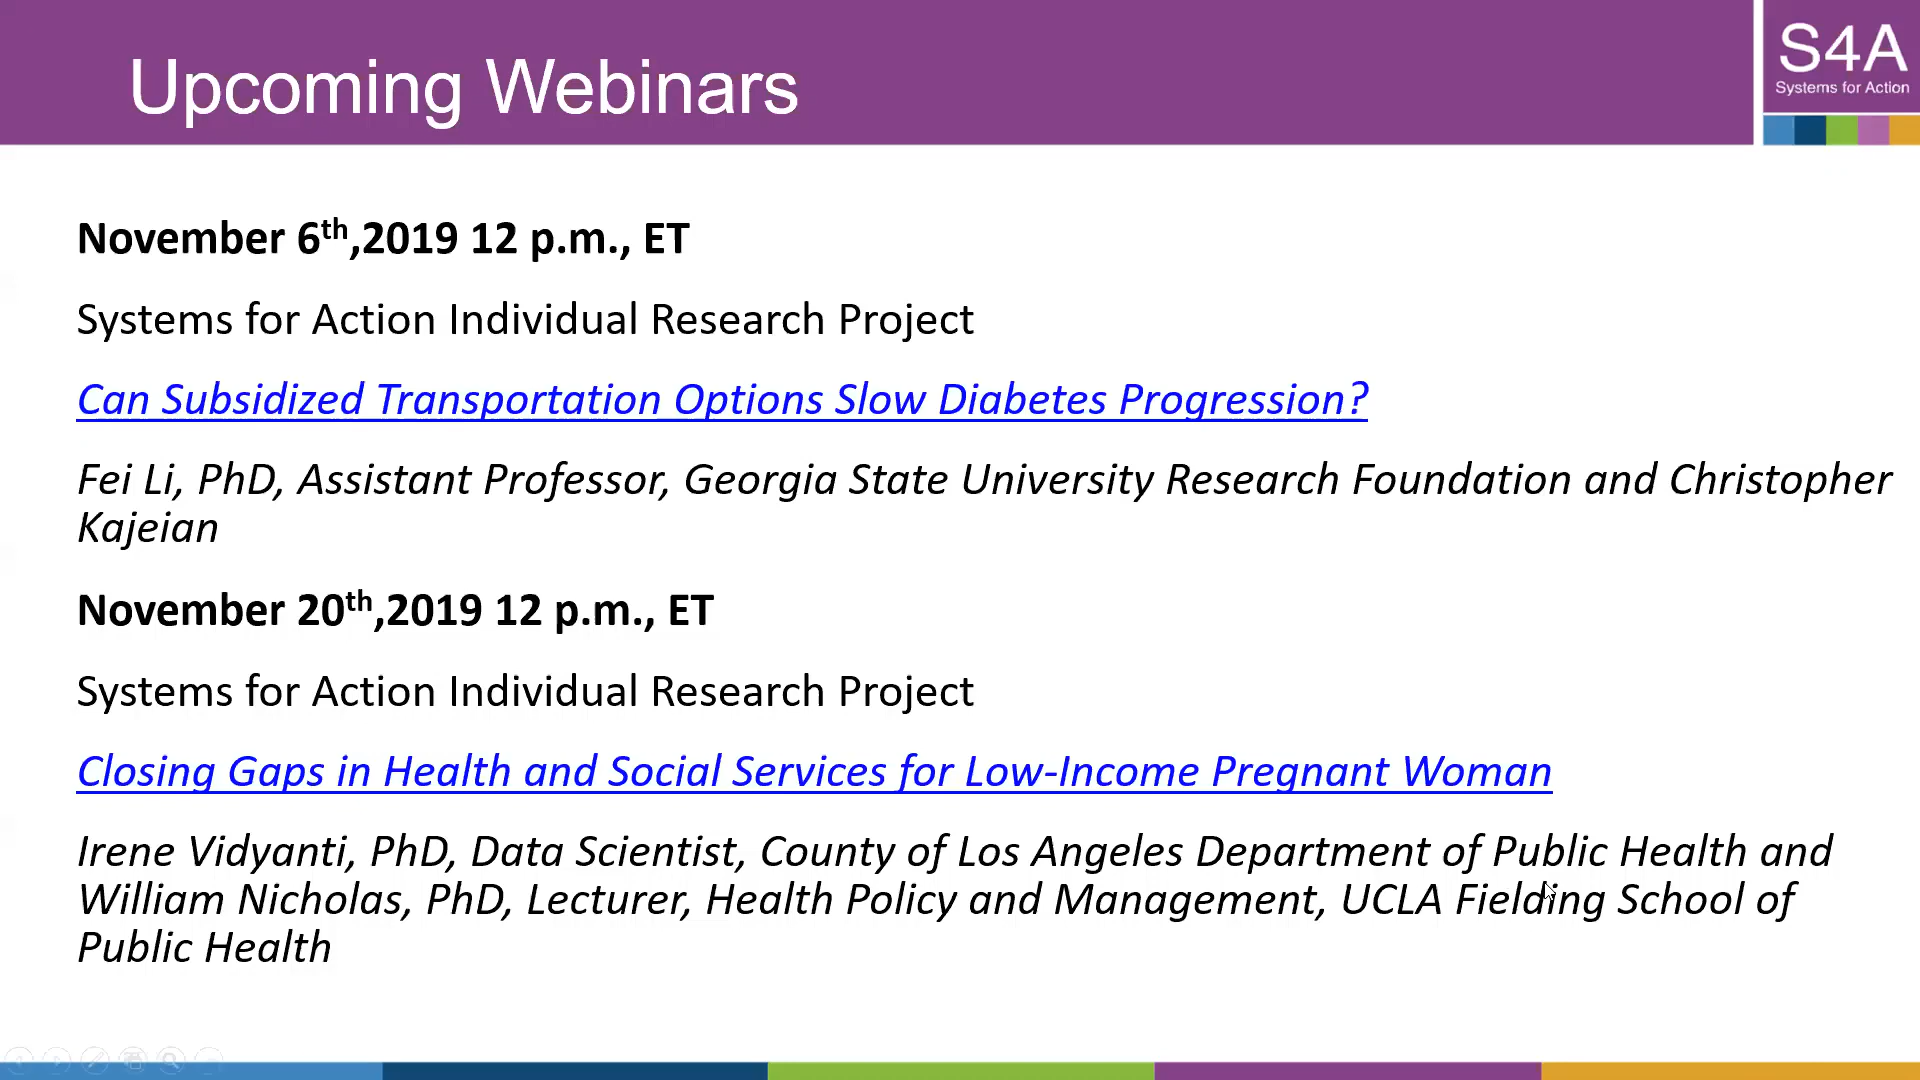 Upcoming Webinars
S4A
Systems for Action
November 6th,2019 12 p.m., ET
Systems for Action Individual Research Project
Can Subsidized Transportation Options Slow Diabetes Progression?
Fei Li, PhD, Assistant Professor, Georgia State University Research Foundation and Christopher
Kajeian
November 20th,2019 12 p.m., ET
Systems for Action Individual Research Project
Closing Gaps in Health and Social Services for Low-Income Pregnant Woman
Irene Vidyanti, PhD, Data Scientist, County of Los Angeles Department of Public Health and
William Nicholas, PhD, Lecturer, Health Policy and Management, UCLA Fielding School of
Public Health